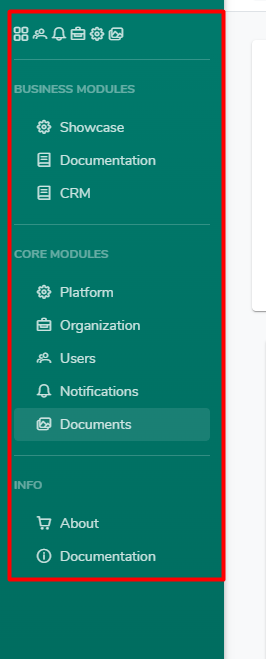 BUSINESS MODULES
Showcase
Documentation
CRM
CORE MODULES
Platform
Organization
Users
Notifications
Documents
INFO
About
Documentation